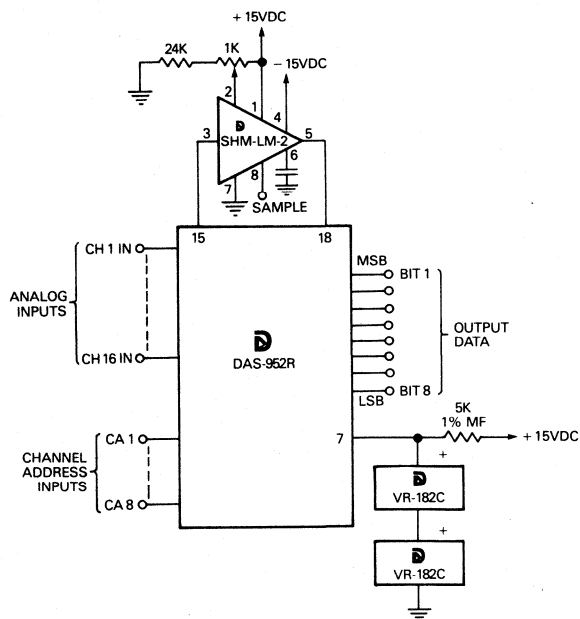 + 15VDC
24K
1K
- 15VDC
2
1
4
3
SHM-LM-2
5
6
7
8
SAMPLE
15
18
CH 1 IN
ANALOG
INPUTS
CH 16 IN
DAS-952R
MSB
BIT 1
OUTPUT
DATA
LSB
BIT 8
CHANNEL
ADDRESS
INPUTS
CA 1
CA 8
7
5K
1% MF
+ 15VDC
+
VR-182C
+
VR-182C